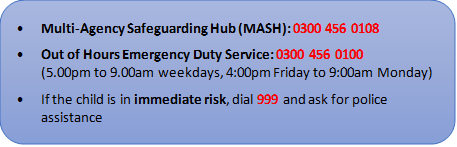 • Multi-Agency Safeguarding Hub (MASH): 0300 456 0108
• Out of Hours Emergency Duty Service: 0300 456 0100
(5.00pm to 9.00am weekdays, 4:00pm Friday to 9:00am Monday)
• If the child is in immediate risk, dial 999 and ask for police
assistance